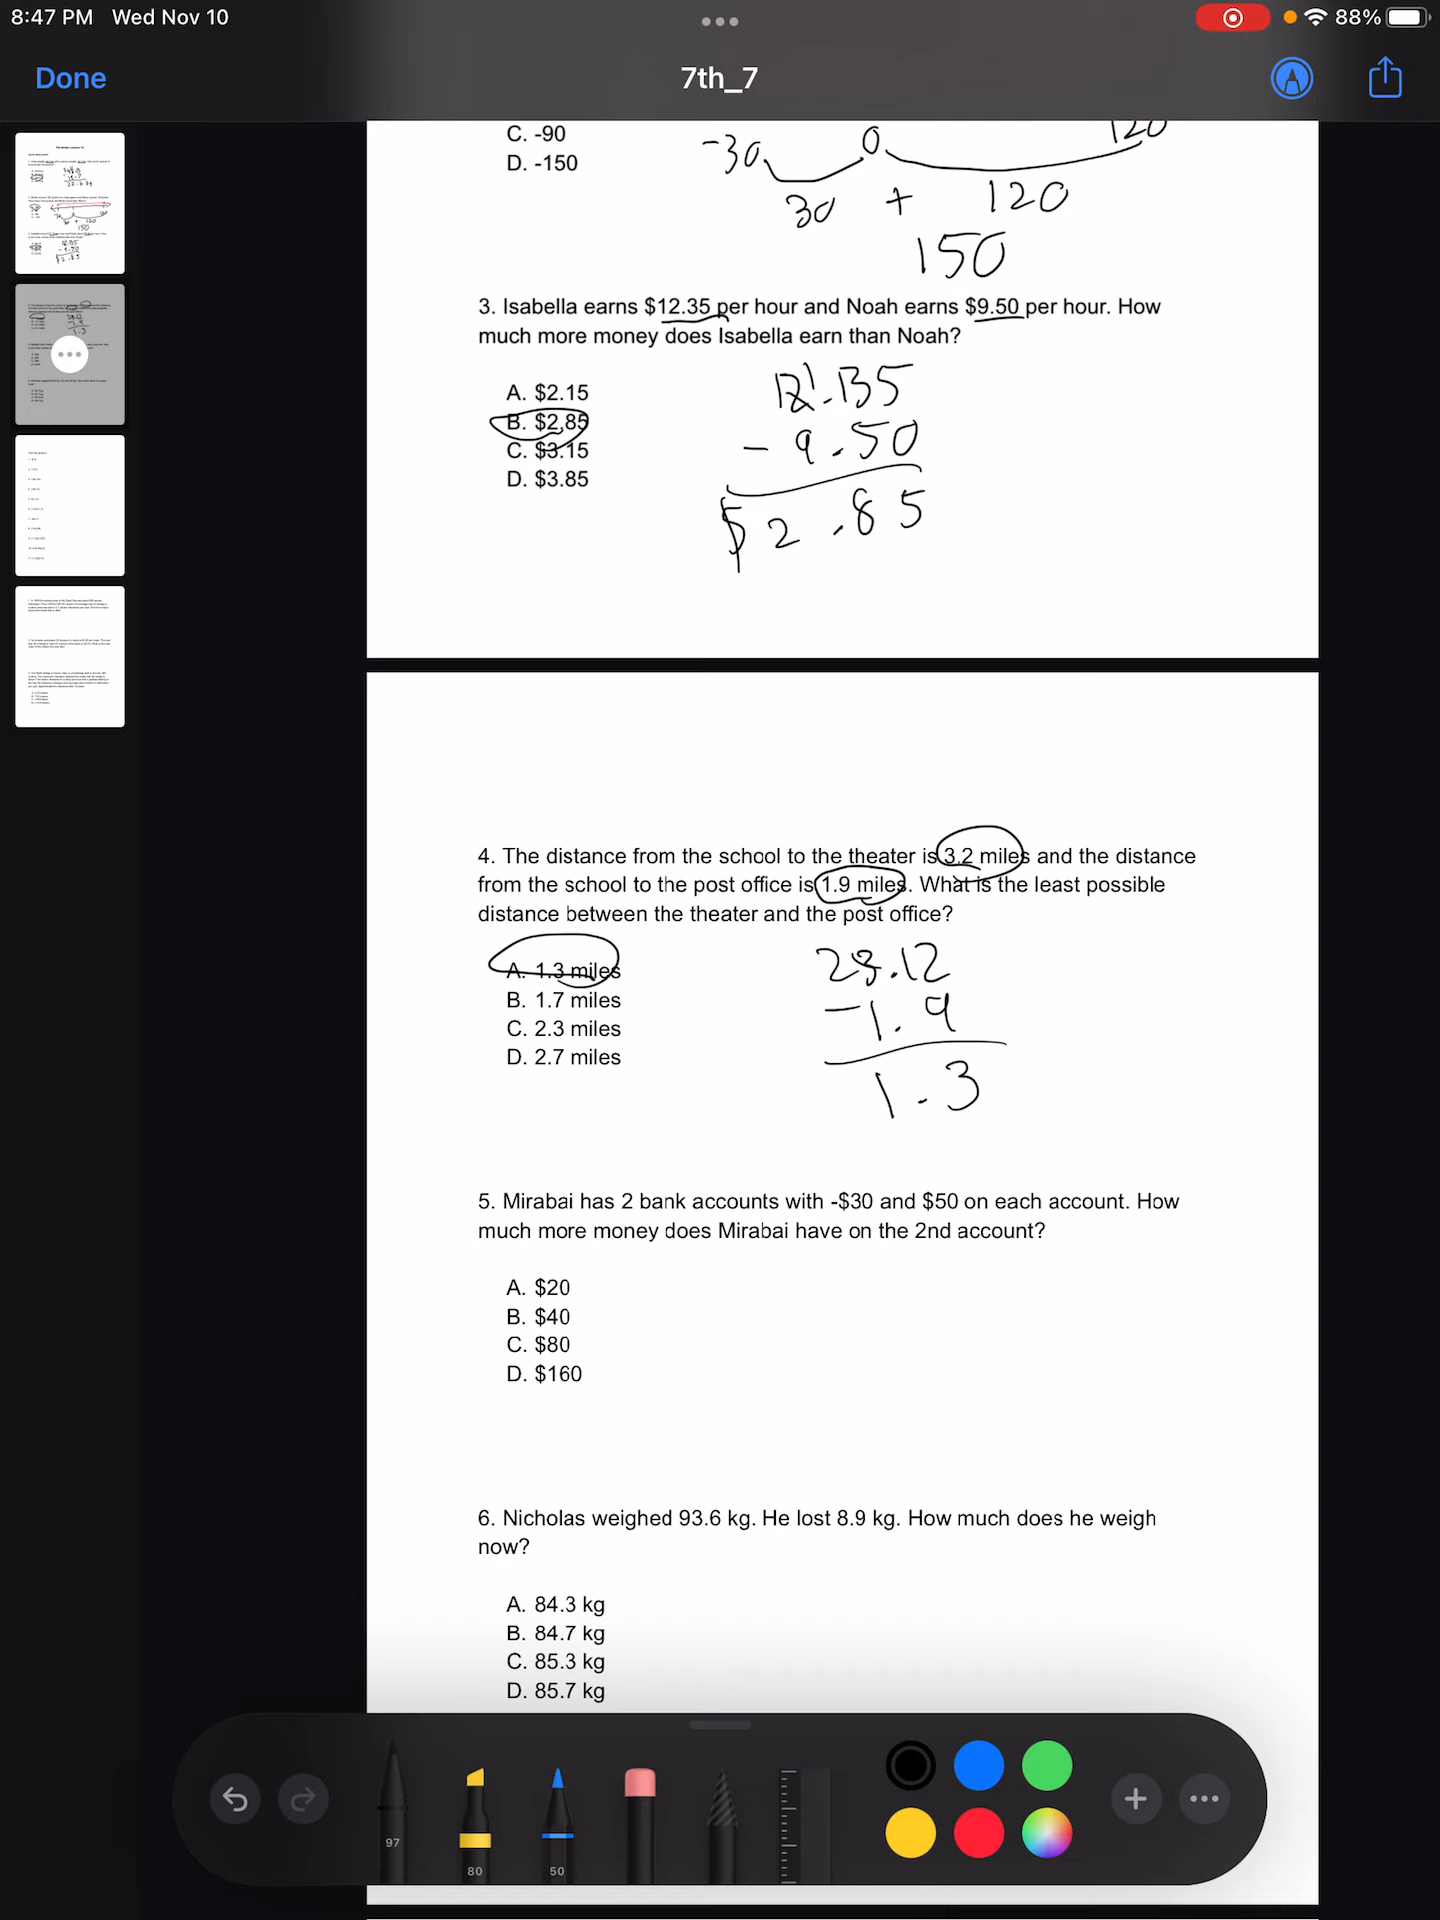 8:47 PM Wed Nov 10
88%
Done
7th_7
C. -90
D. -150
-30 0 120
30 + 120
150
3. Isabella earns $12.35 per hour and Noah earns $9.50 per hour. How
much more money does Isabella earn than Noah?
A. $2.15
B. $2,85
C. $3.15
D. $3.85
- 9.50
$2.85
4. The distance from the school to the theater is 3.2 miles and the distance
from the school to the post office is 1.9 miles. What is the least possible
distance between the theater and the post office?
A. 1.3 miles
B. 1.7 miles
C. 2.3 miles
D. 2.7 miles
-1.9
1.3
5. Mirabai has 2 bank accounts with -$30 and $50 on each account. How
much more money does Mirabai have on the 2nd account?
A. $20
B. $40
C. $80
D. $160
6. Nicholas weighed 93.6 kg. He lost 8.9 kg. How much does he weigh
now?
A. 84.3 kg
B. 84.7 kg
C. 85.3 kg
D. 85.7 kg
97
80
50